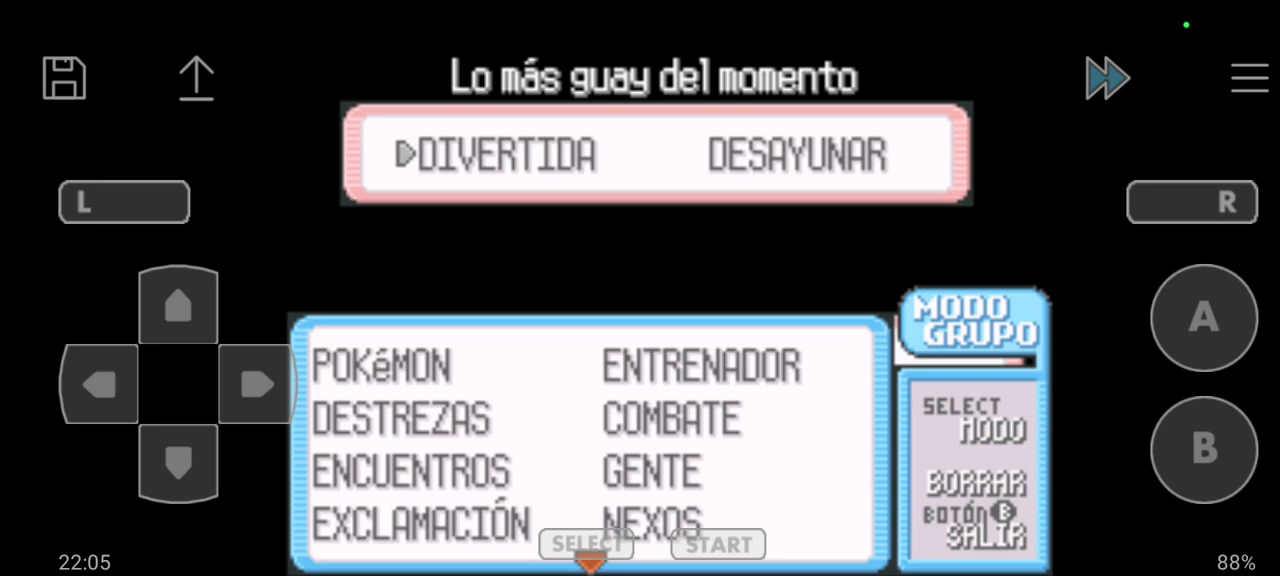 Lo más guay del momento
DIVERTIDA DESAYUNAR
L
R
MODO
GRUPO
POKéMON ENTRENADOR
DESTREZAS COMBATE
ENCUENTROS GENTE
EXCLAMACIÓN NEXOS
SELECT
MODO
BORRAR
BOTÓN B
SALIR
A
B
SELECT START
22:05
88%